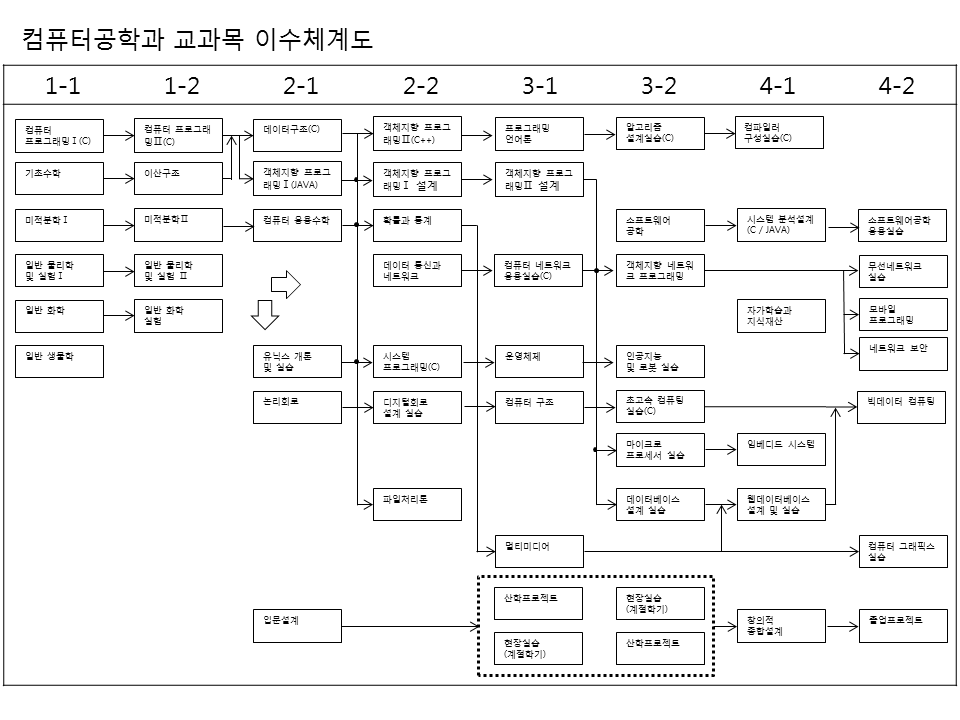 컴퓨터공학과 교과목 이수체계도
1-1 1-2 2-1 2-2 3-1 3-2 4-1 4-2
컴퓨터
프로그래밍Ⅰ(C)
컴퓨터 프로그래
밍Ⅱ(C)
데이터구조(C)
객체지향 프로그
래밍Ⅱ(C++)
프로그래밍
언어론
알고리즘
설계실습(C)
컴파일러
구성실습(C)
기초수학
이산구조
객체지향 프로그
래밍Ⅰ(JAVA)
객체지향 프로그
래밍Ⅰ 설계
객체지향 프로그
래밍Ⅱ 설계
미적분학Ⅰ
미적분학Ⅱ
컴퓨터 응용수학
확률과 통계
소프트웨어
공학
시스템 분석설계
(C / JAVA)
소프트웨어공학
응용실습
일반 물리학
및 실험Ⅰ
일반 물리학
및 실험 Ⅱ
데이터 통신과
네트워크
컴퓨터 네트워크
응용실습(C)
객체지향 네트워
크 프로그래밍
무선네트워크
실습
일반 화학
일반 화학
실험
자가학습과
지식재산
모바일
프로그래밍
일반 생물학
유닉스 개론
및 실습
시스템
프로그래밍(C)
운영체제
인공지능
및 로봇 실습
네트워크 보안
논리회로
디지털회로
설계 실습
컴퓨터 구조
초고속 컴퓨팅
실습(C)
빅데이터 컴퓨팅
마이크로
프로세서 실습
임베디드 시스템
파일처리론
데이터베이스
설계 실습
웹데이터베이스
설계 및 실습
멀티미디어
컴퓨터 그래픽스
실습
입문설계
산학프로젝트
현장실습
(계절학기)
현장실습
(계절학기)
산학프로젝트
창의적
종합설계
졸업프로젝트